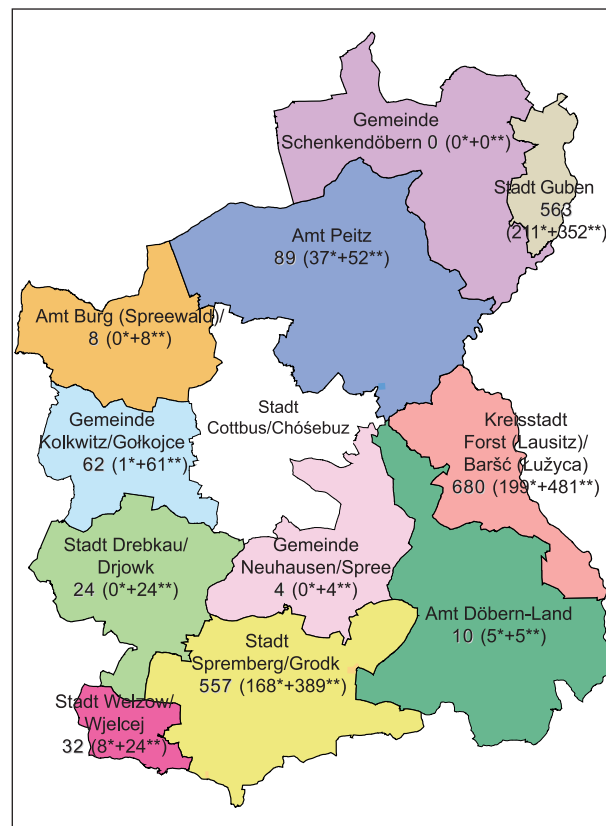 Gemeinde
Schenkendöbern 0 (0*+0**)
Stadt Guben
563
(211*+352**)
Amt Peitz
89 (37*+52**)
Amt Burg (Spreewald)/
8 (0*+8**)
Stadt
Cottbus/Chóśebuz
Gemeinde
Kolkwitz/Gołkojce
62 (1*+61**)
Kreisstadt
Forst (Lausitz)/
Baršć (Łužyca)
680 (199*+481**)
Stadt Drebkau/
Drjowk
24 (0*+24**)
Gemeinde
Neuhausen/Spree
4 (0*+4**)
Amt Döbern-Land
10 (5*+5**)
Stadt
Spremberg/Grodk
557 (168*+389**)
Stadt Welzow/
Wjelcej
32 (8*+24**)